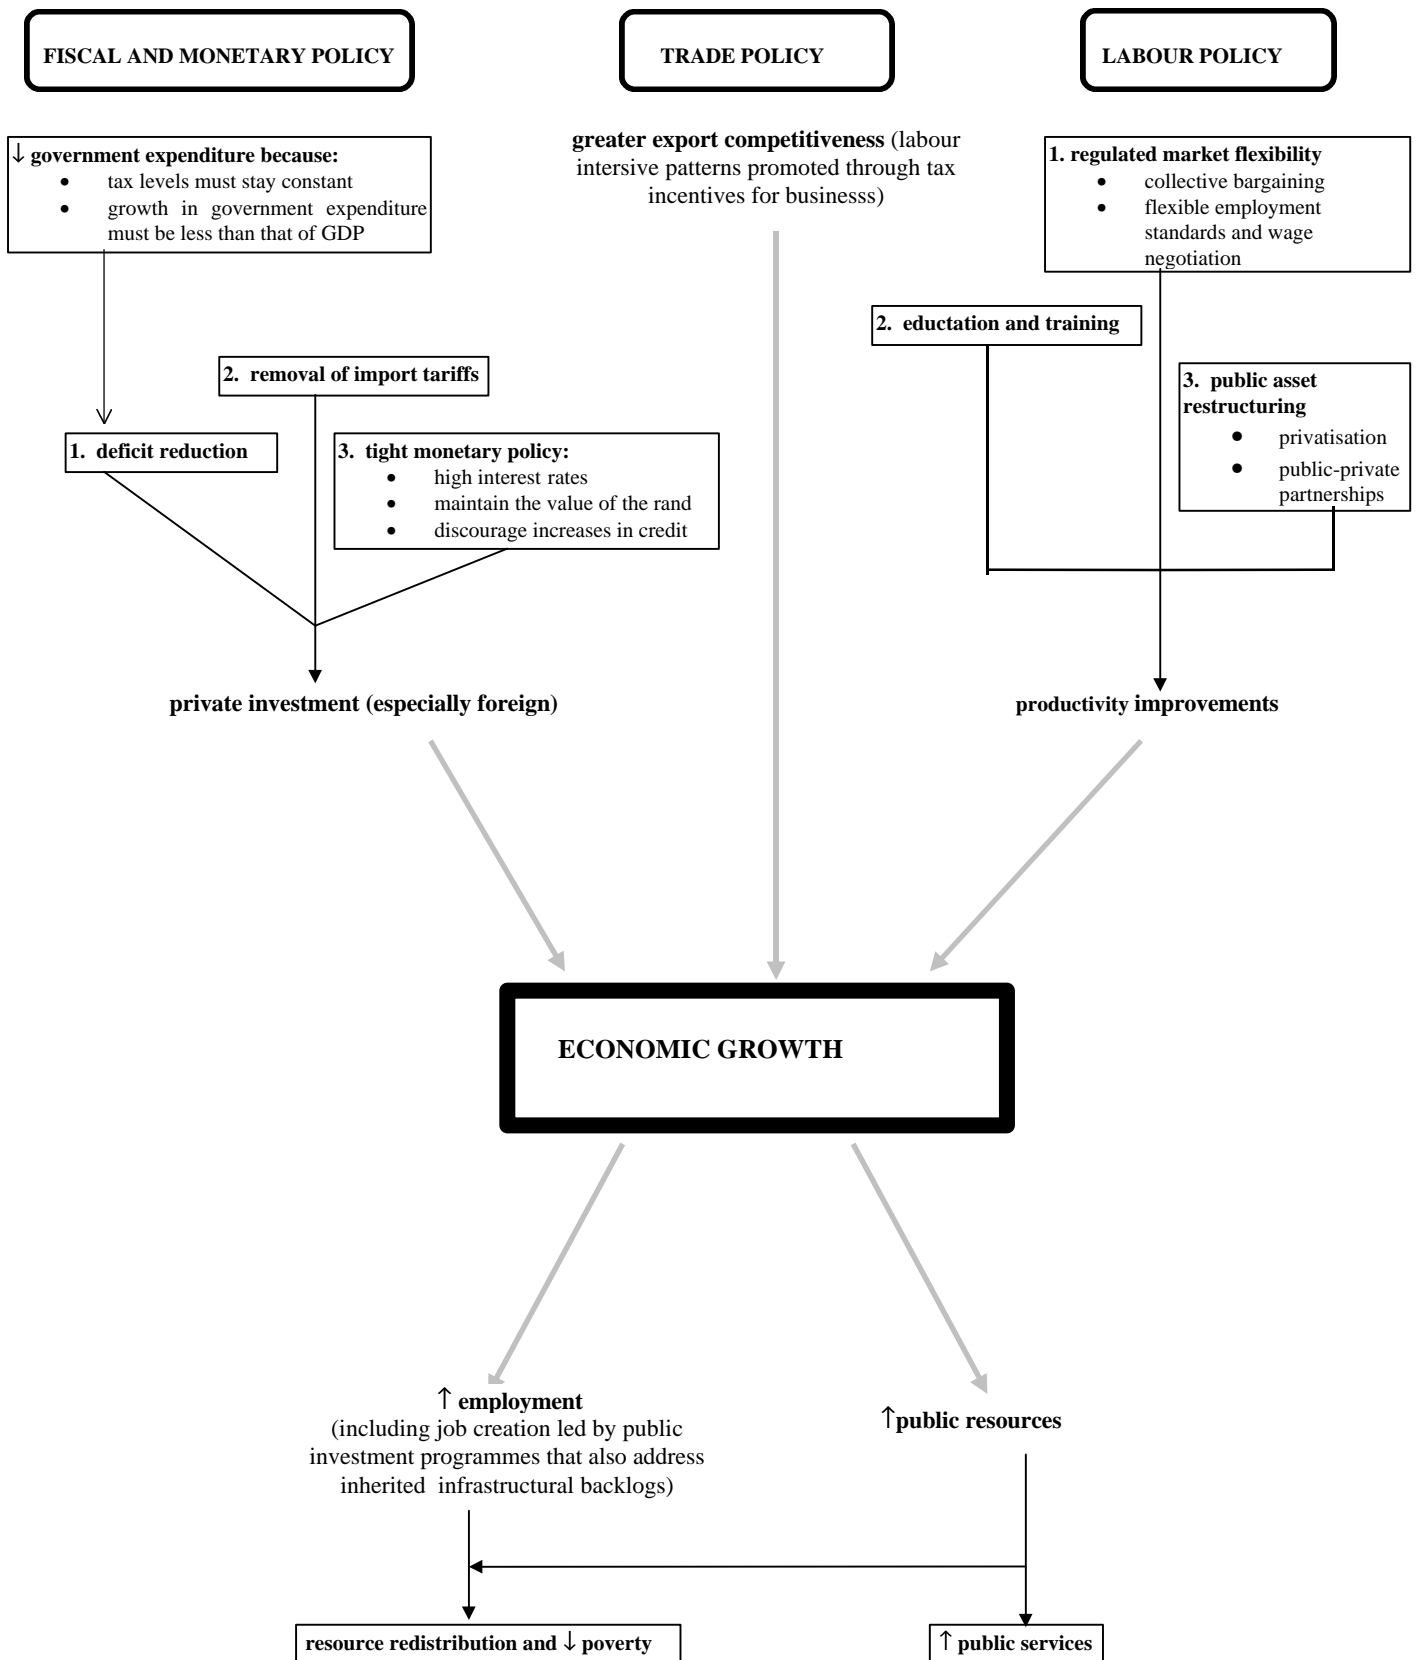 FISCAL AND MONETARY POLICY
TRADE POLICY
LABOUR POLICY
↓ government expenditure because:
• tax levels must stay constant
• growth in government expenditure
must be less than that of GDP
greater export competitiveness (labour
intersive patterns promoted through tax
incentives for businesss)
1. regulated market flexibility
• collective bargaining
• flexible employment
standards and wage
negotiation
2. eductation and training
2. removal of import tariffs
3. public asset
restructuring
• privatisation
• public-private
partnerships
1. deficit reduction
3. tight monetary policy:
• high interest rates
• maintain the value of the rand
• discourage increases in credit
private investment (especially foreign)
productivity improvements
ECONOMIC GROWTH
↑ employment
(including job creation led by public
investment programmes that also address
inherited infrastructural backlogs)
↑public resources
resource redistribution and ↓ poverty
↑ public services